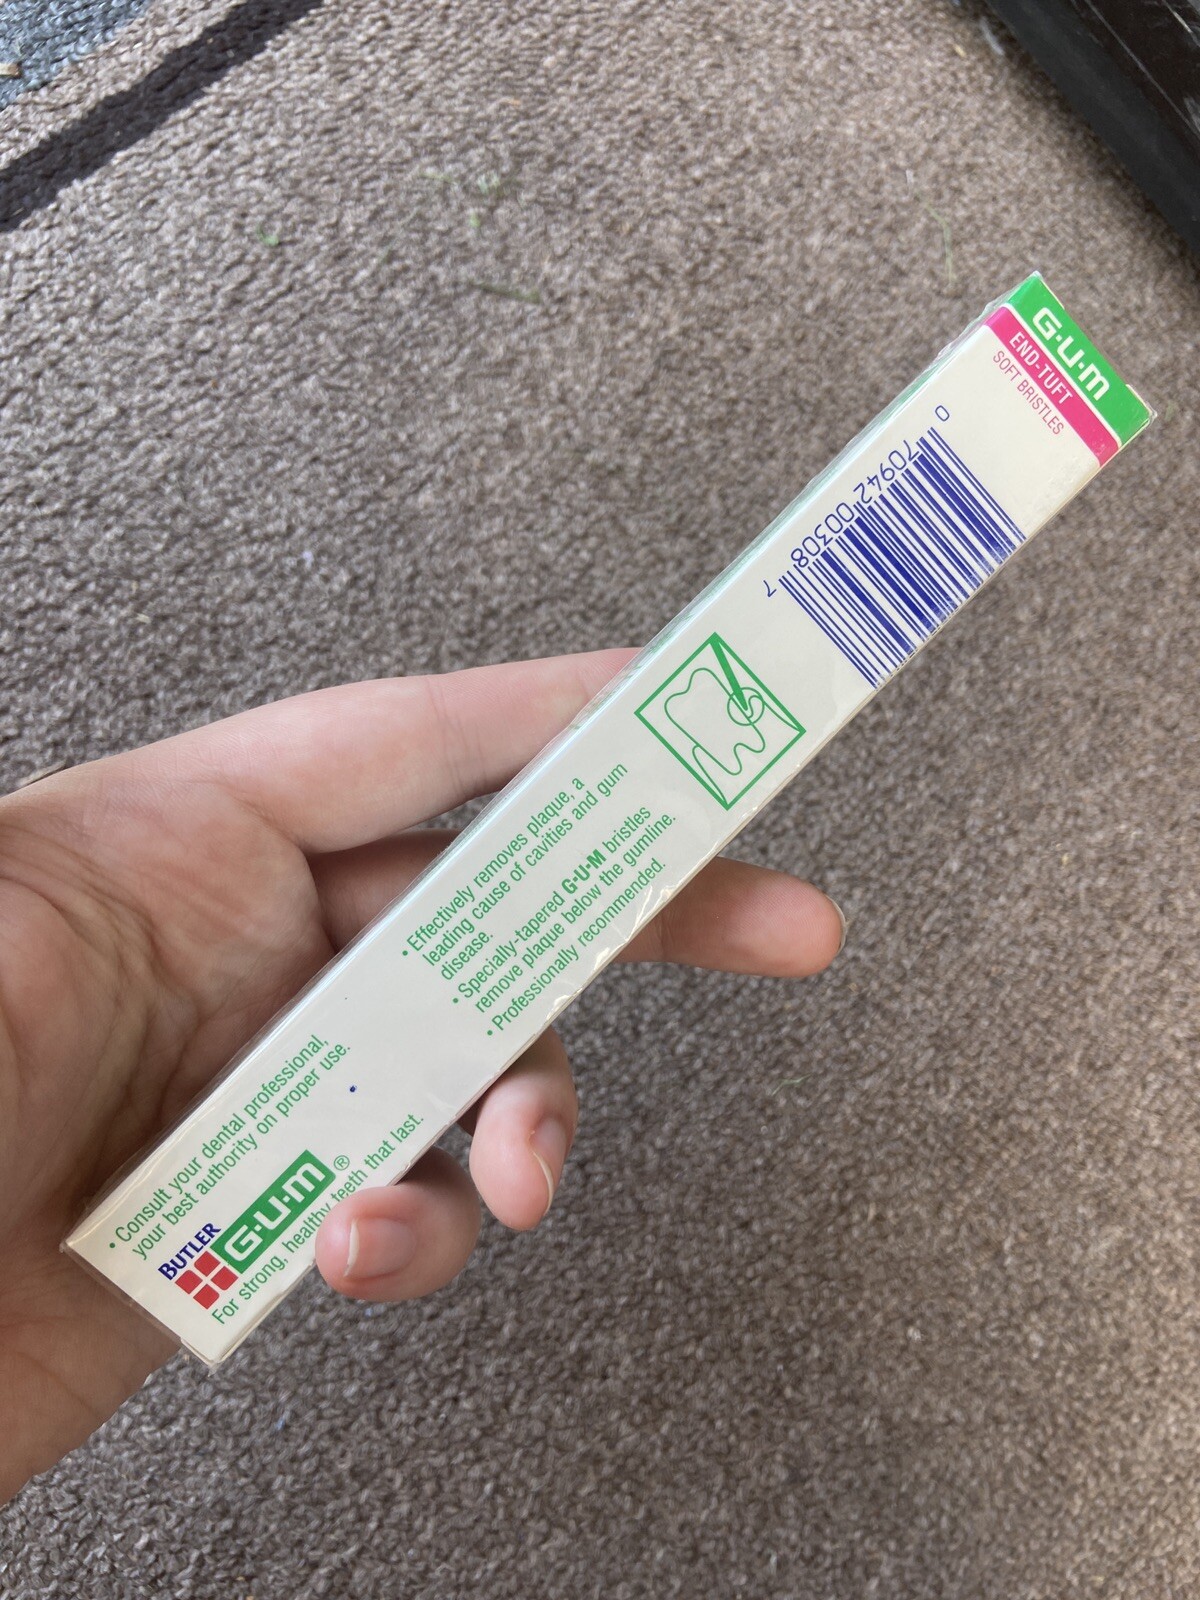 G·U·M
END-TUFT
SOFT BRISTLES
0 70942 00308 7
• Effectively removes plaque, a
leading cause of cavities and gum
disease.
• Specially-tapered G·U·M bristles
remove plaque below the gumline.
• Professionally recommended.
• Consult your dental professional,
your best authority on proper use.
BUTLER
G·U·M®
For strong, healthy teeth that last.